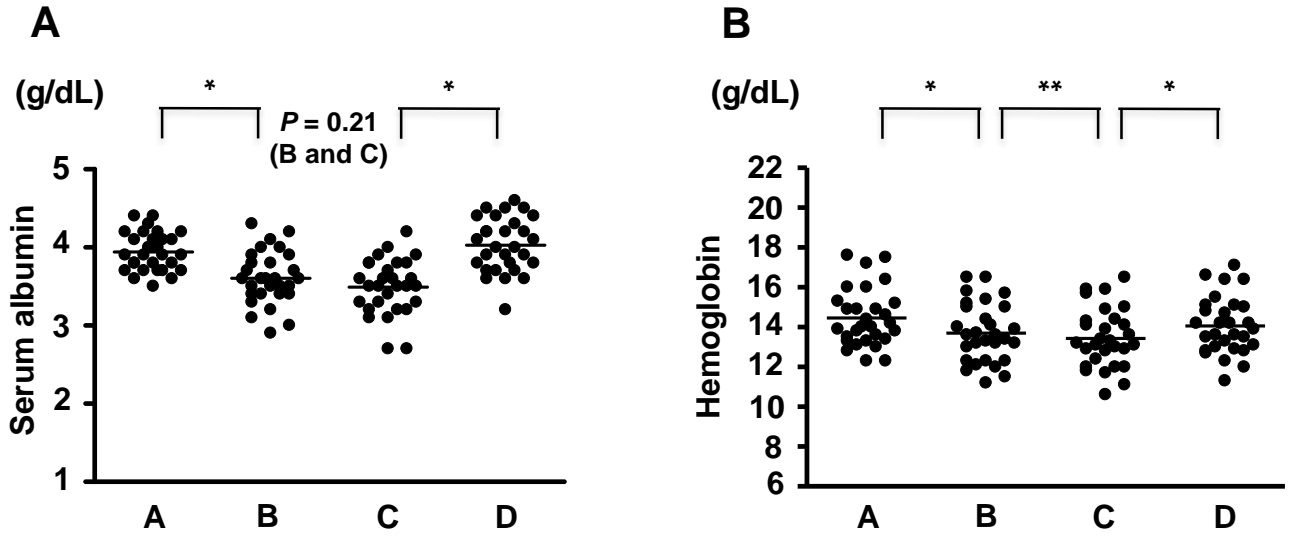 A
(g/dL)
*
*
P = 0.21
(B and C)
5
4
3
2
1
Serum albumin
A B C D
B
(g/dL)
*
**
*
22
20
18
16
14
12
10
8
6
Hemoglobin
A B C D